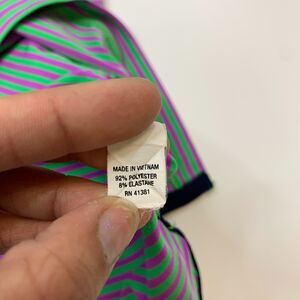 MADE IN VIETNAM
92% POLYESTER
8% ELASTANE
RN 41381